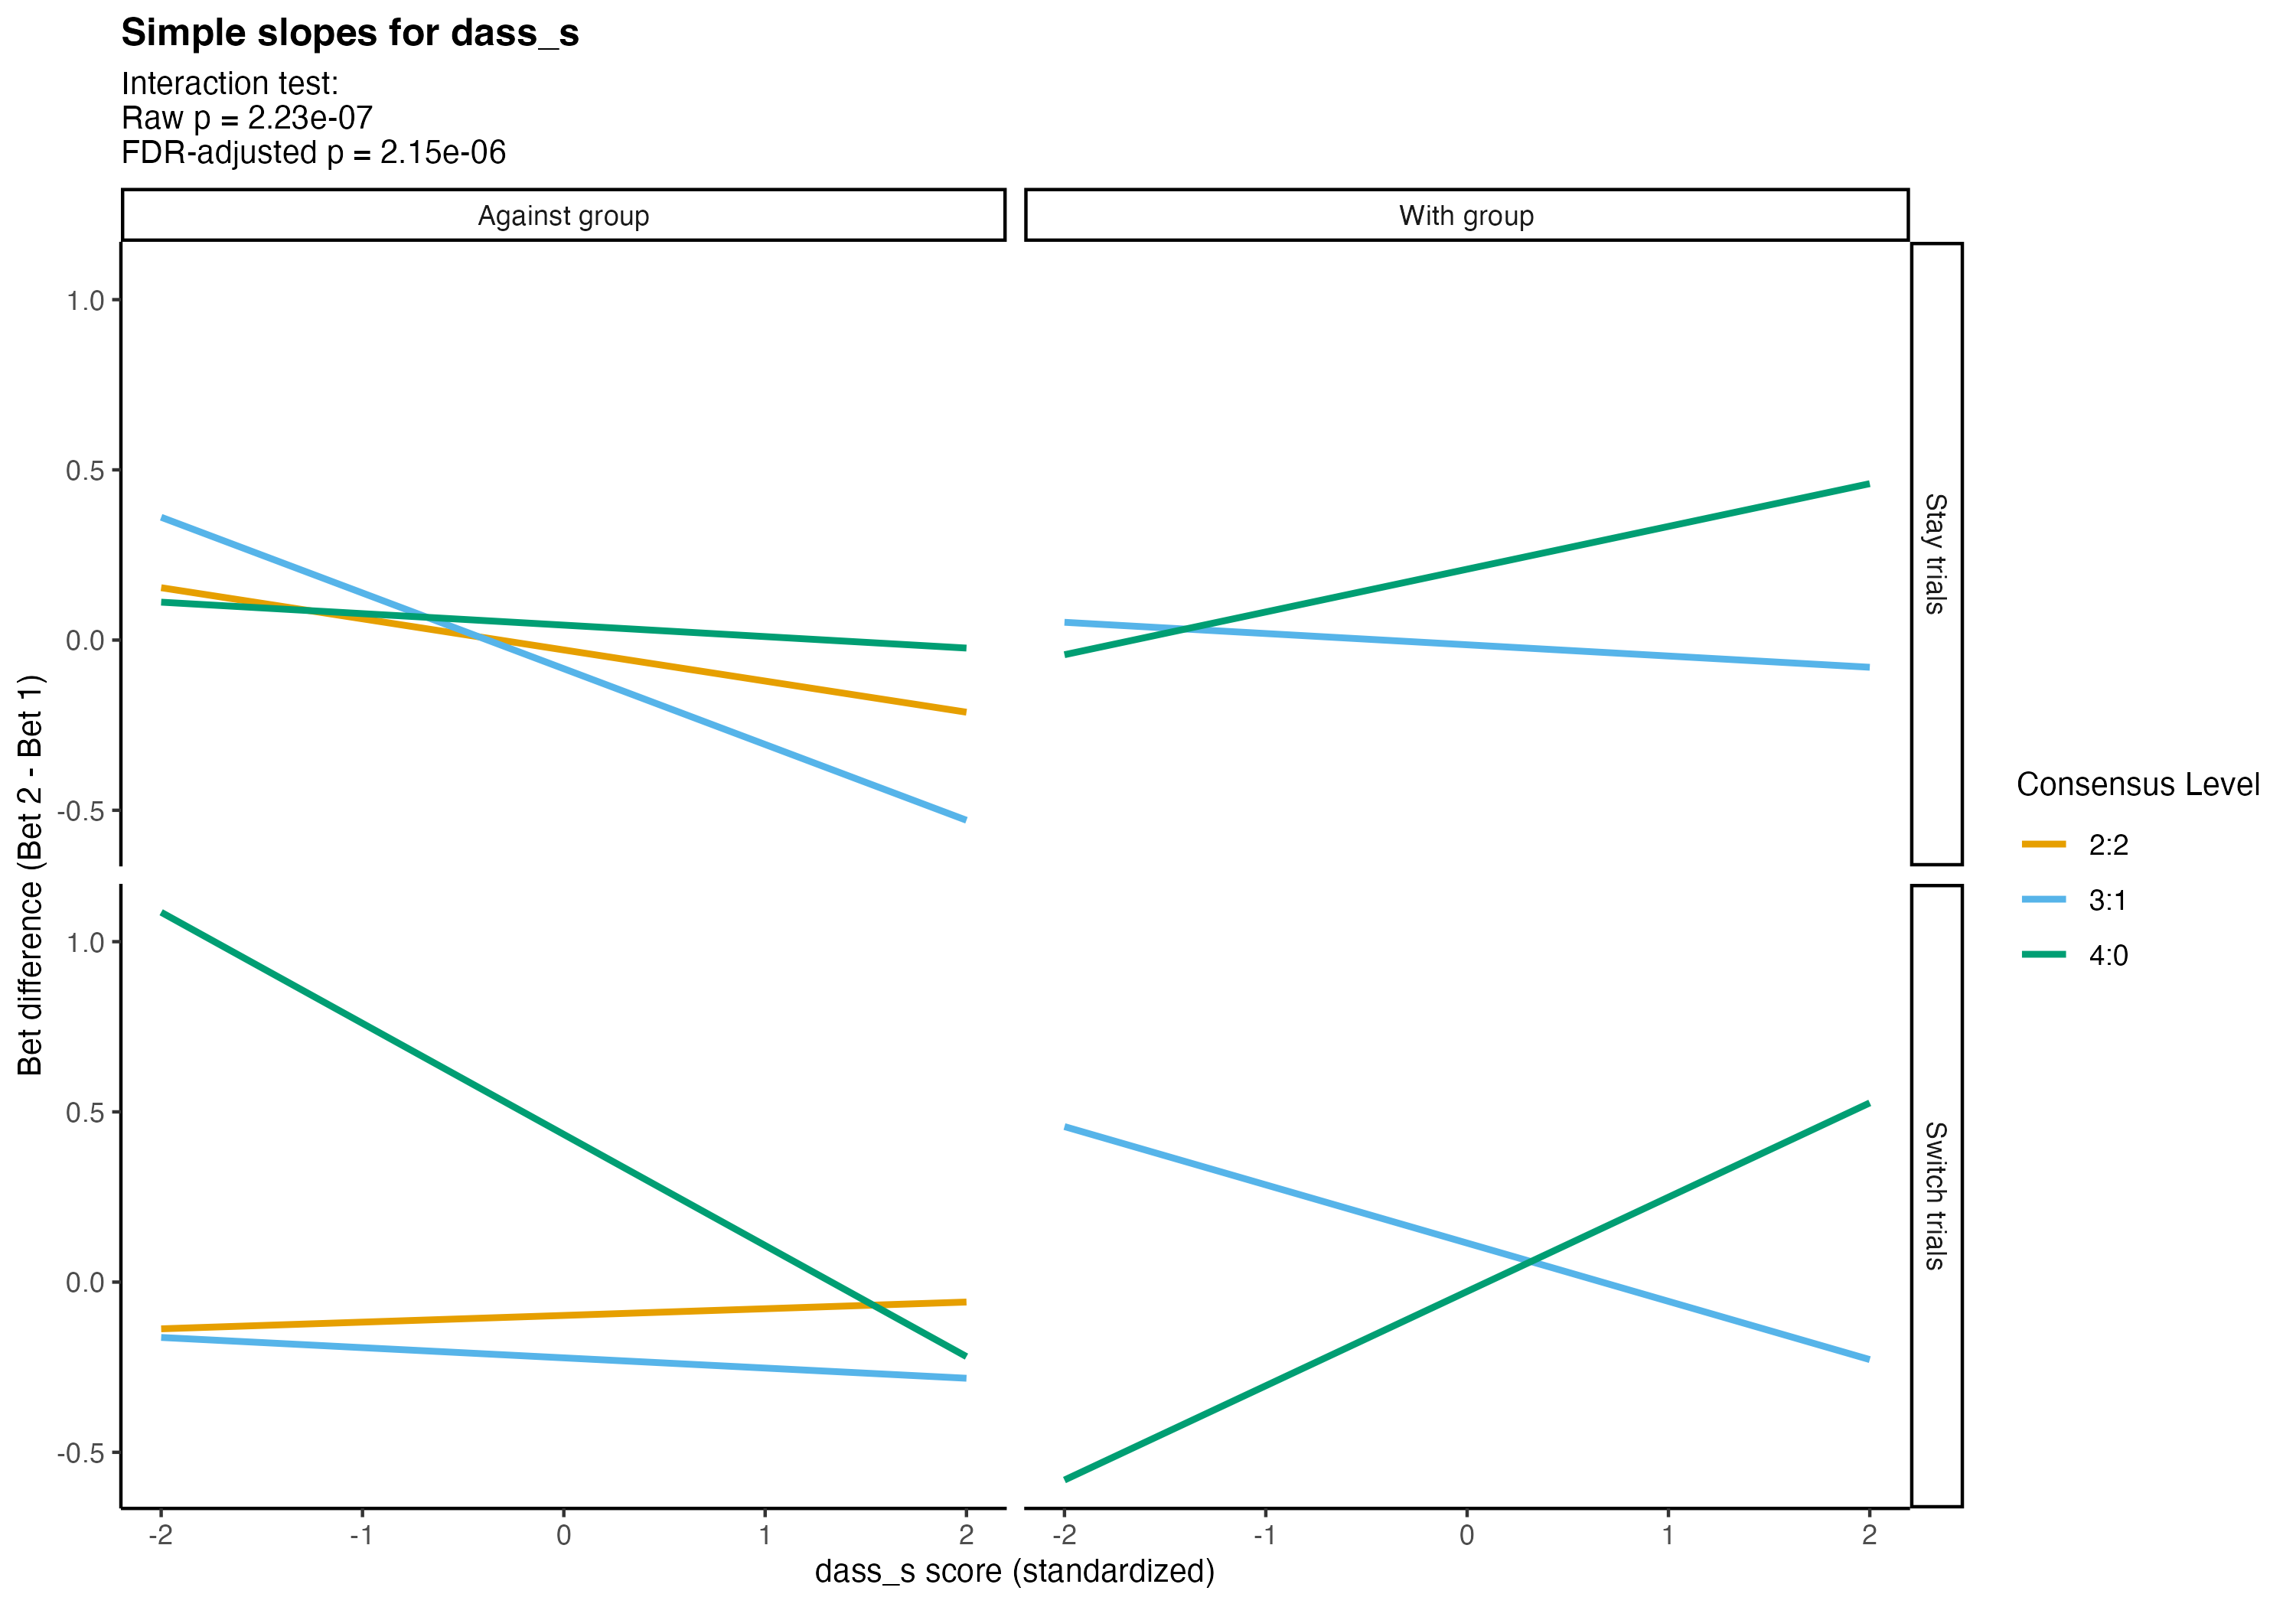 Simple slopes for dass_s
Interaction test:
Raw p = 2.23e-07
FDR-adjusted p = 2.15e-06
Against group
With group
1.0
0.5
0.0
-0.5
Stay trials
1.0
0.5
0.0
-0.5
Switch trials
Bet difference (Bet 2 - Bet 1)
-2 -1 0 1 2
-2 -1 0 1 2
dass_s score (standardized)
Consensus Level
2:2
3:1
4:0